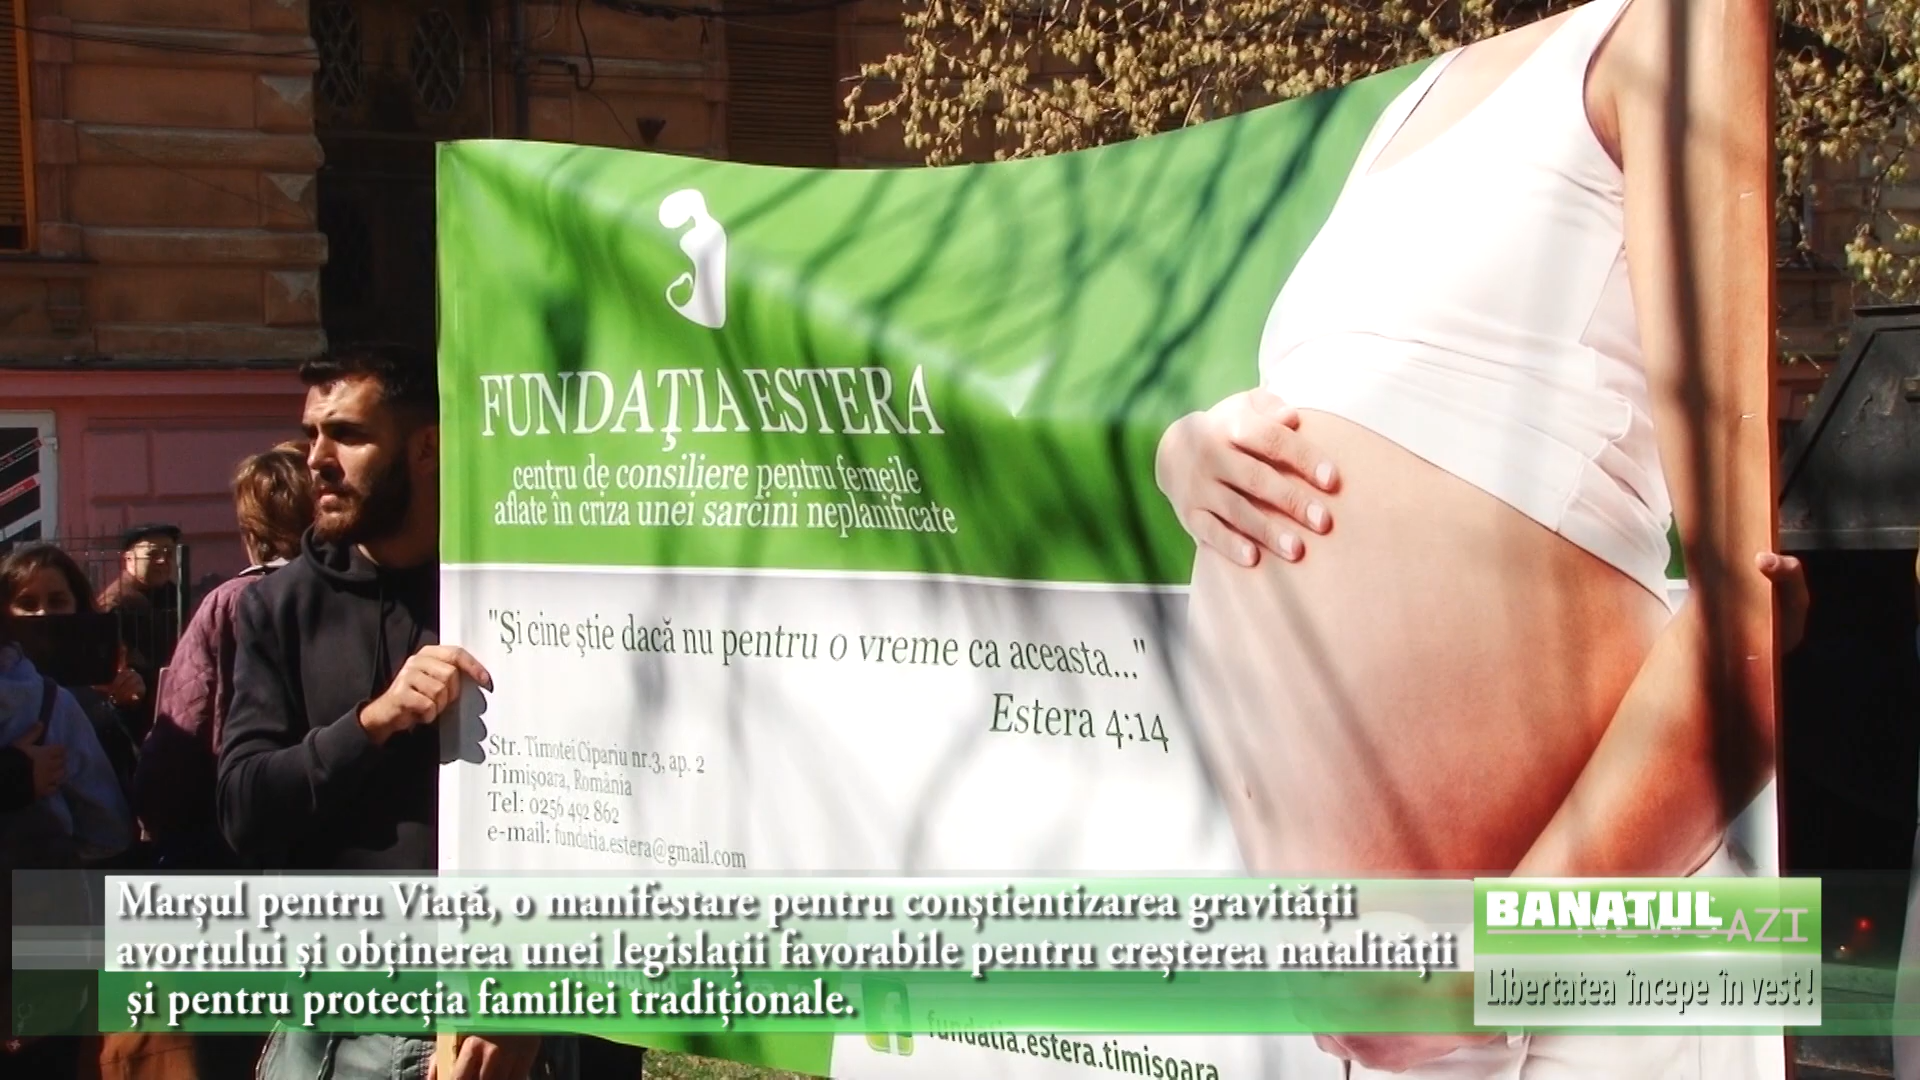 FUNDAŢIA ESTERA
centru de consiliere pentru femeile
aflate în criza unei sarcini neplanificate
"Şi cine ştie dacă nu pentru o vreme ca aceasta..."
Estera 4:14
Str. Timotei Cipariu nr.3, ap. 2
Timişoara, România
Tel: 0256 492 862
e-mail: fundatia.estera@gmail.com
Marșul pentru Viață, o manifestare pentru conștientizarea gravității
avortului și obținerea unei legislații favorabile pentru creșterea natalității
și pentru protecția familiei tradiționale.
BANATUL
NEWS AZI
Libertatea începe în vest!
f fundatia.estera.timisoara